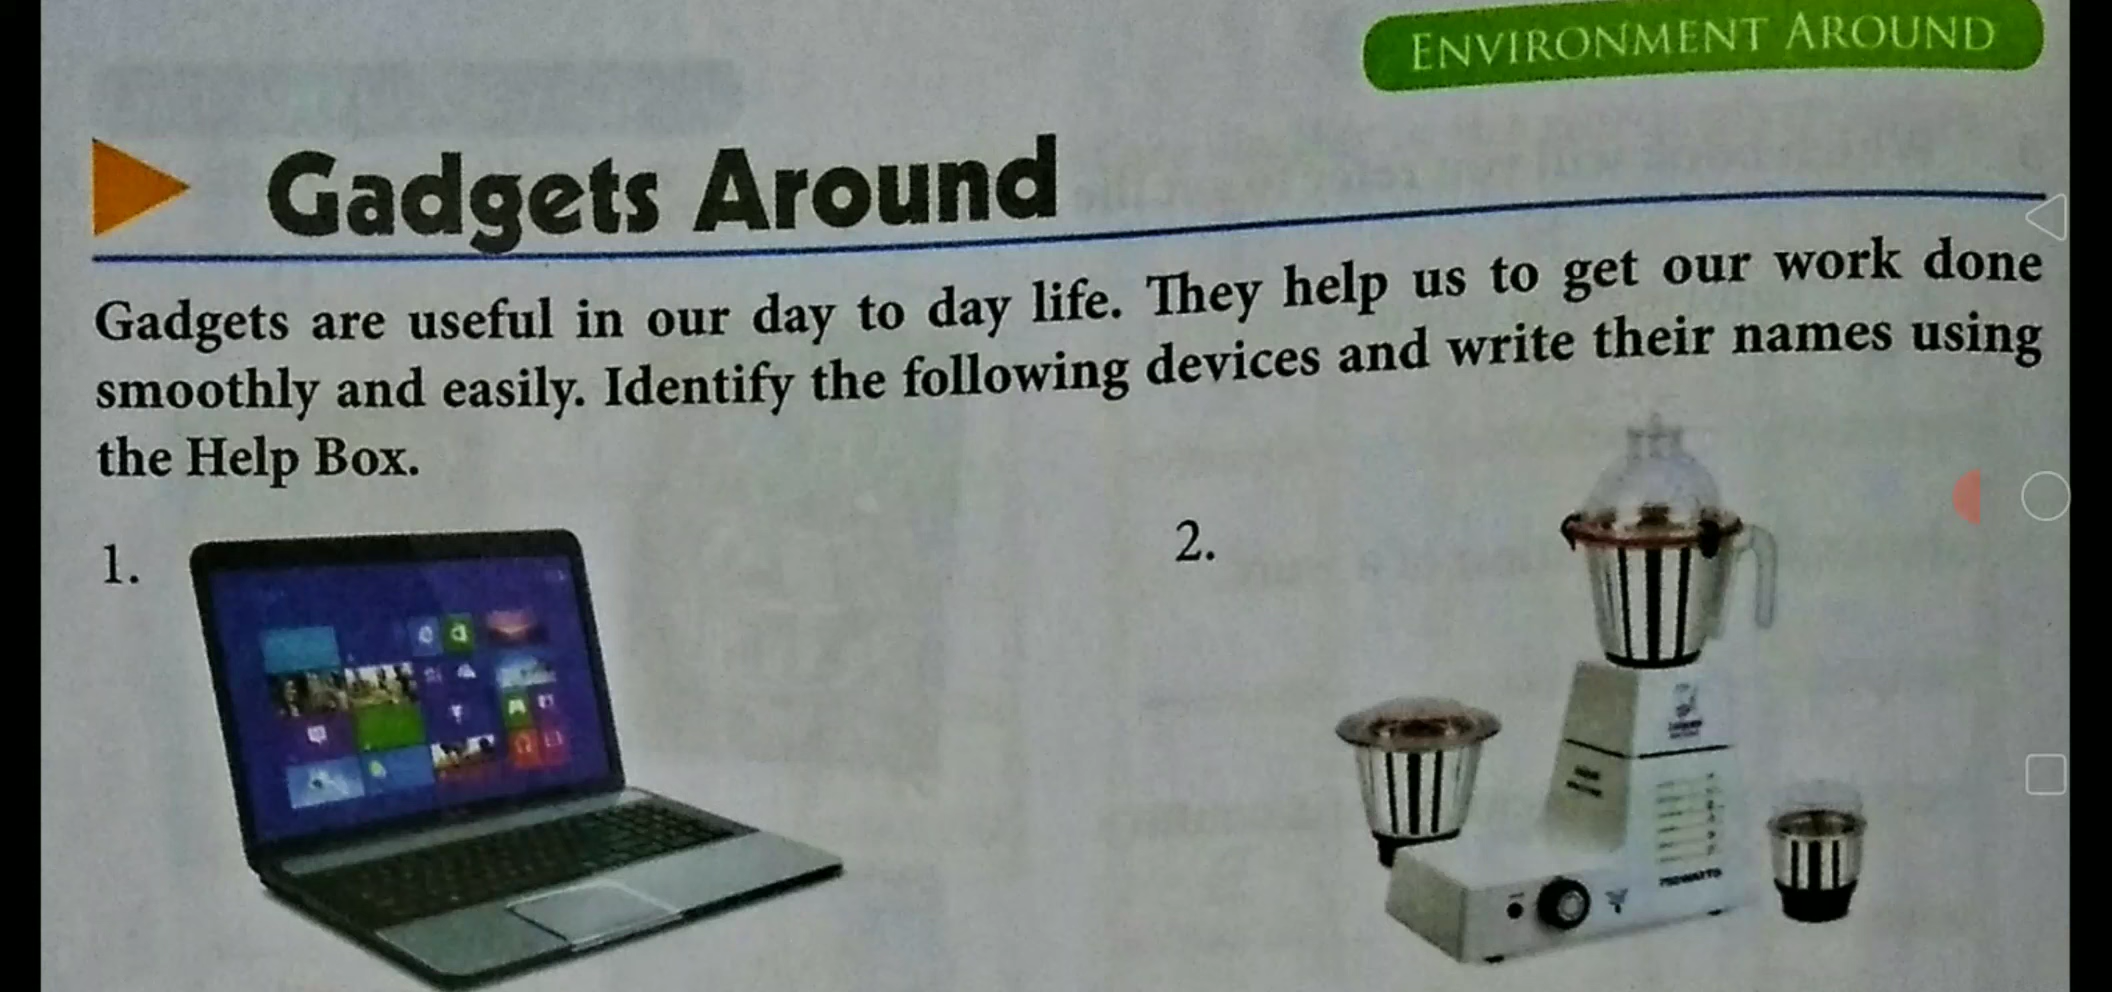 ENVIRONMENT AROUND
Gadgets Around
Gadgets are useful in our day to day life. They help us to get our work done
smoothly and easily. Identify the following devices and write their names using
the Help Box.
1.
2.